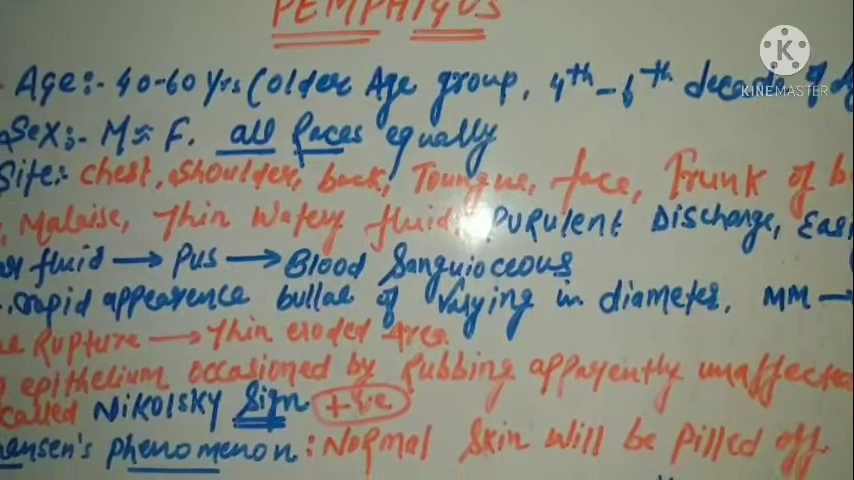 PEMPHIGUS
KINEMASTER
Age:- 40-60 yrs (older Age group, 4th - 6th decade of
Sex:- M ≈ F. all Races equally
Site:- chest, shoulder, back, Toungue, face, Trunk of b
, Malaise, Thin Watery fluid, PURULENT Discharge, Eas
fluid → Pus → Blood Sanguioceous
rapid appearence bullae of Varying in diameter, MM →
Rupture → Thin eroded Area
epithelium occasioned by Rubbing apparently unaffected
called NIKOLSKY Sign +ve
hansen's phenomenon: Normal Skin will be pilled off